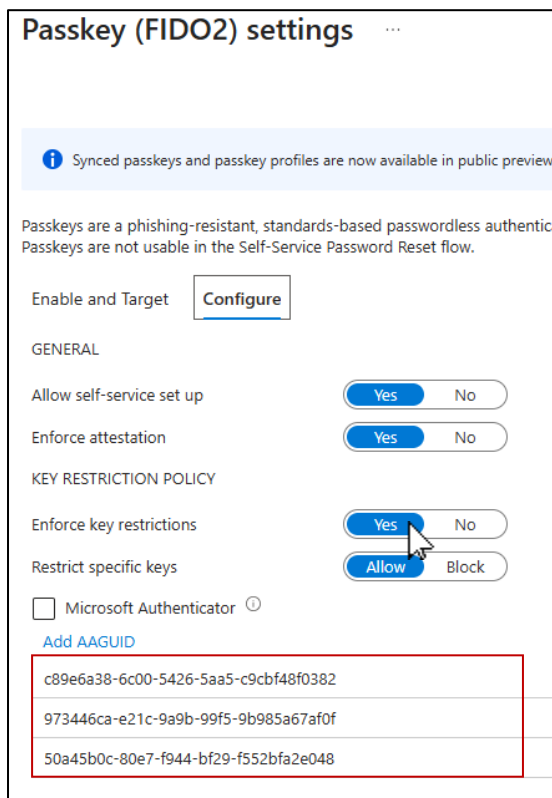 Passkey (FIDO2) settings ...
Synced passkeys and passkey profiles are now available in public preview
Passkeys are a phishing-resistant, standards-based passwordless
Passkeys are not usable in the Self-Service Password Reset flow.
Enable and Target Configure
GENERAL
Allow self-service set up Yes No
Enforce attestation Yes No
KEY RESTRICTION POLICY
Enforce key restrictions Yes No
Restrict specific keys Allow Block
Microsoft Authenticator
Add AAGUID
c89e6a38-6c00-5426-5aa5-c9cbf48f0382
973446ca-e21c-9a9b-99f5-9b985a67af0f
50a45b0c-80e7-f944-bf29-f552bfa2e048